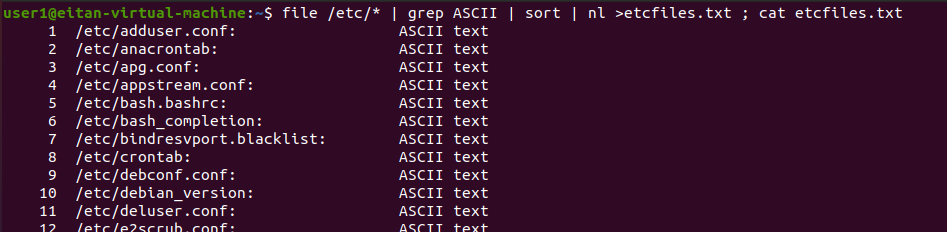 user1@eitan-virtual-machine:~$ file /etc/* | grep ASCII | sort | nl >etcfiles.txt ; cat etcfiles.txt
1 /etc/adduser.conf: ASCII text
2 /etc/anacrontab: ASCII text
3 /etc/apg.conf: ASCII text
4 /etc/appstream.conf: ASCII text
5 /etc/bash.bashrc: ASCII text
6 /etc/bash_completion: ASCII text
7 /etc/bindresvport.blacklist: ASCII text
8 /etc/crontab: ASCII text
9 /etc/debconf.conf: ASCII text
10 /etc/debian_version: ASCII text
11 /etc/deluser.conf: ASCII text
12 /etc/e2scrub.conf: ASCII text